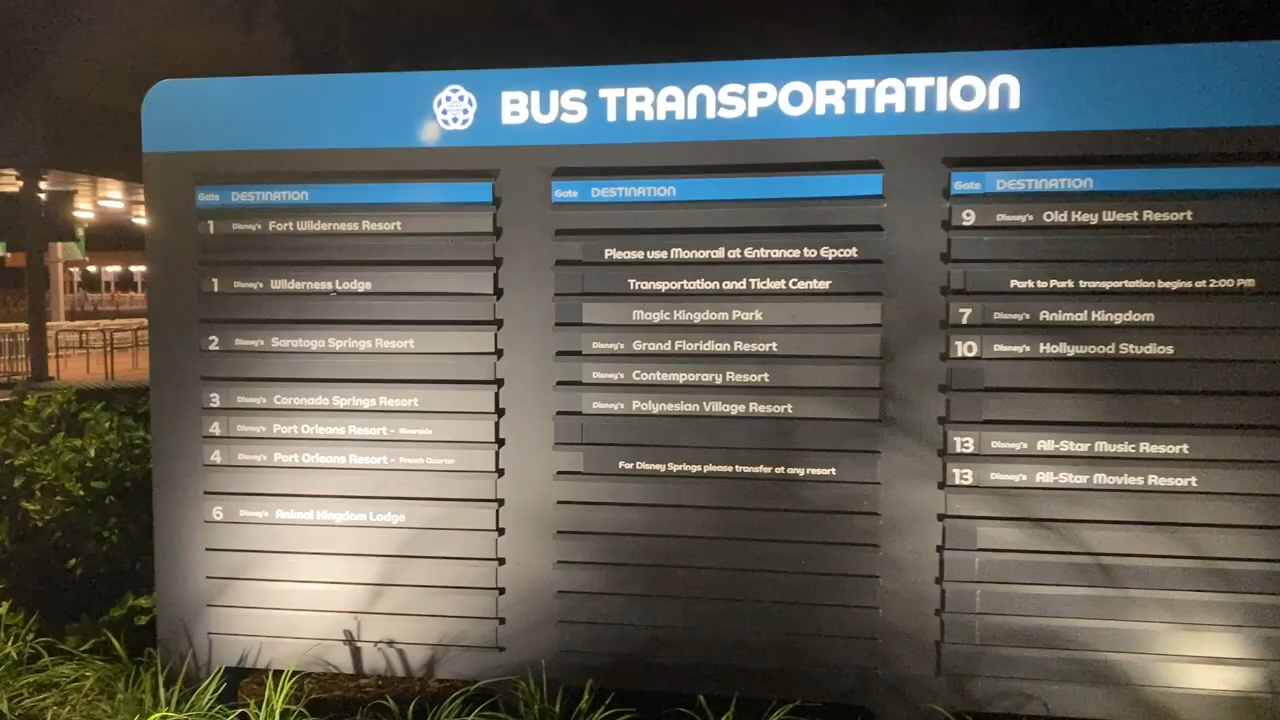 BUS TRANSPORTATION
Gate DESTINATION
1 Disney's Fort Wilderness Resort
1 Disney's Wilderness Lodge
2 Disney's Saratoga Springs Resort
3 Disney's Coronado Springs Resort
4 Disney's Port Orleans Resort - Riverside
4 Disney's Port Orleans Resort - French Quarter
6 Disney's Animal Kingdom Lodge
Gate DESTINATION
Please use Monorail at Entrance to Epcot
Transportation and Ticket Center
Magic Kingdom Park
Disney's Grand Floridian Resort
Disney's Contemporary Resort
Disney's Polynesian Village Resort
For Disney Springs please transfer at any resort
Gate DESTINATION
9 Disney's Old Key West Resort
Park to Park transportation begins at 2:00 PM
7 Disney's Animal Kingdom
10 Disney's Hollywood Studios
13 Disney's All-Star Music Resort
13 Disney's All-Star Movies Resort